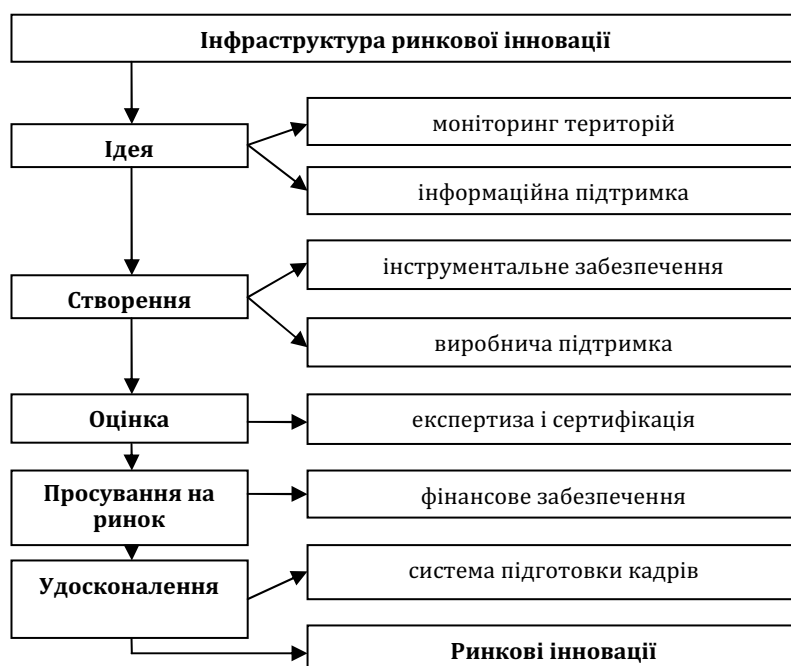 Інфраструктура ринкової інновації
Ідея
моніторинг територій
інформаційна підтримка
Створення
інструментальне забезпечення
виробнича підтримка
Оцінка
експертиза і сертифікація
Просування на
ринок
фінансове забезпечення
Удосконалення
система підготовки кадрів
Ринкові інновації